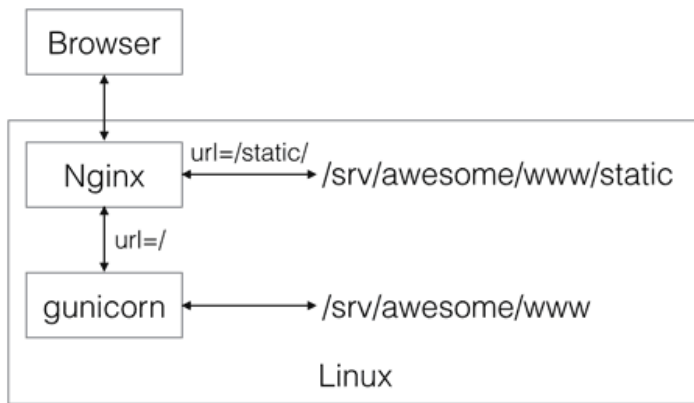 Browser
url=/static/
Nginx
/srv/awesome/www/static
url=/
gunicorn
/srv/awesome/www
Linux